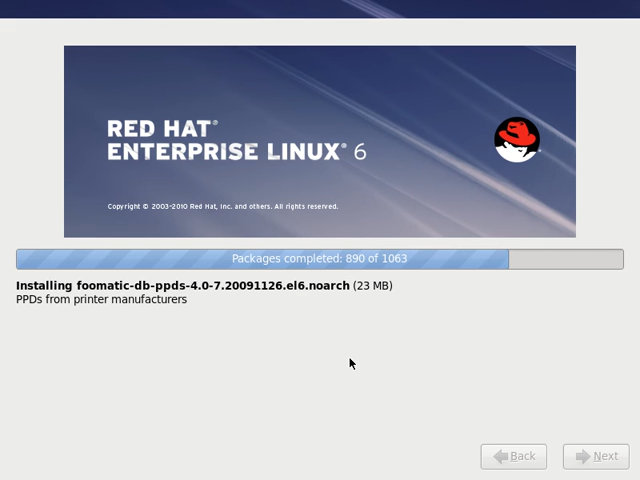 RED HAT®
ENTERPRISE LINUX® 6
Copyright © 2003-2010 Red Hat, Inc. and others. All rights reserved.
Packages completed: 890 of 1063
Installing foomatic-db-ppds-4.0-7.20091126.el6.noarch (23 MB)
PPDs from printer manufacturers
Back Next